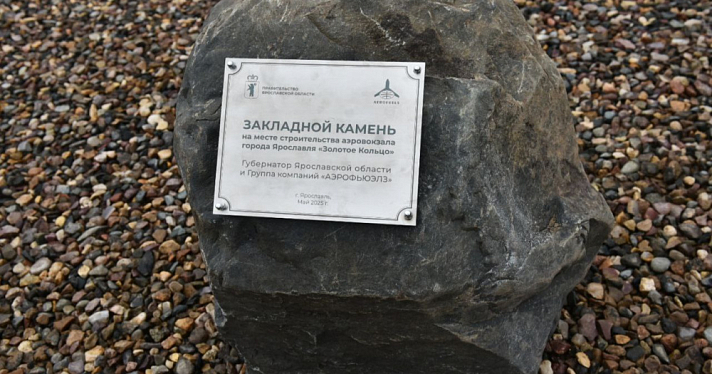 ПРАВИТЕЛЬСТВО
ЯРОСЛАВСКОЙ ОБЛАСТИ
АЭРОФЬЮЭЛЗ
ЗАКЛАДНОЙ КАМЕНЬ
на месте строительства аэровокзала
города Ярославля «Золотое Кольцо»
Губернатор Ярославской области
и Группа компаний «АЭРОФЬЮЭЛЗ»
г. Ярославль,
Май 2025 г.